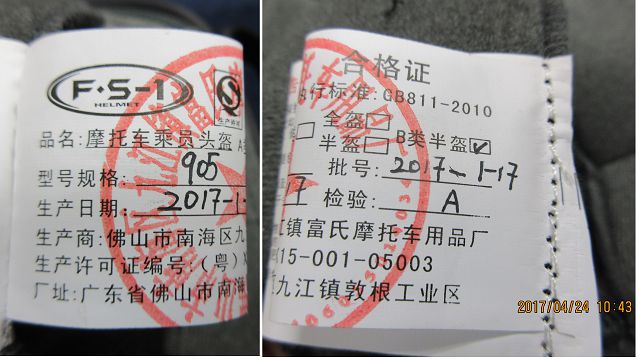 F·S-1
HELMET
生产许可
品名: 摩托车乘员头盔 A
型号规格: 905
生产日期: 2017-1-
生产商: 佛山市南海区九
生产许可证编号: (粤)X
厂址: 广东省佛山市南海
合格证
执行标准: GB811-2010
全盔
半盔 B类半盔 ☑
批号: 2017-1-17
17 检验: A
江镇富氏摩托车用品厂
15-001-05003
九江镇敦根工业区
2017/04/24 10:43